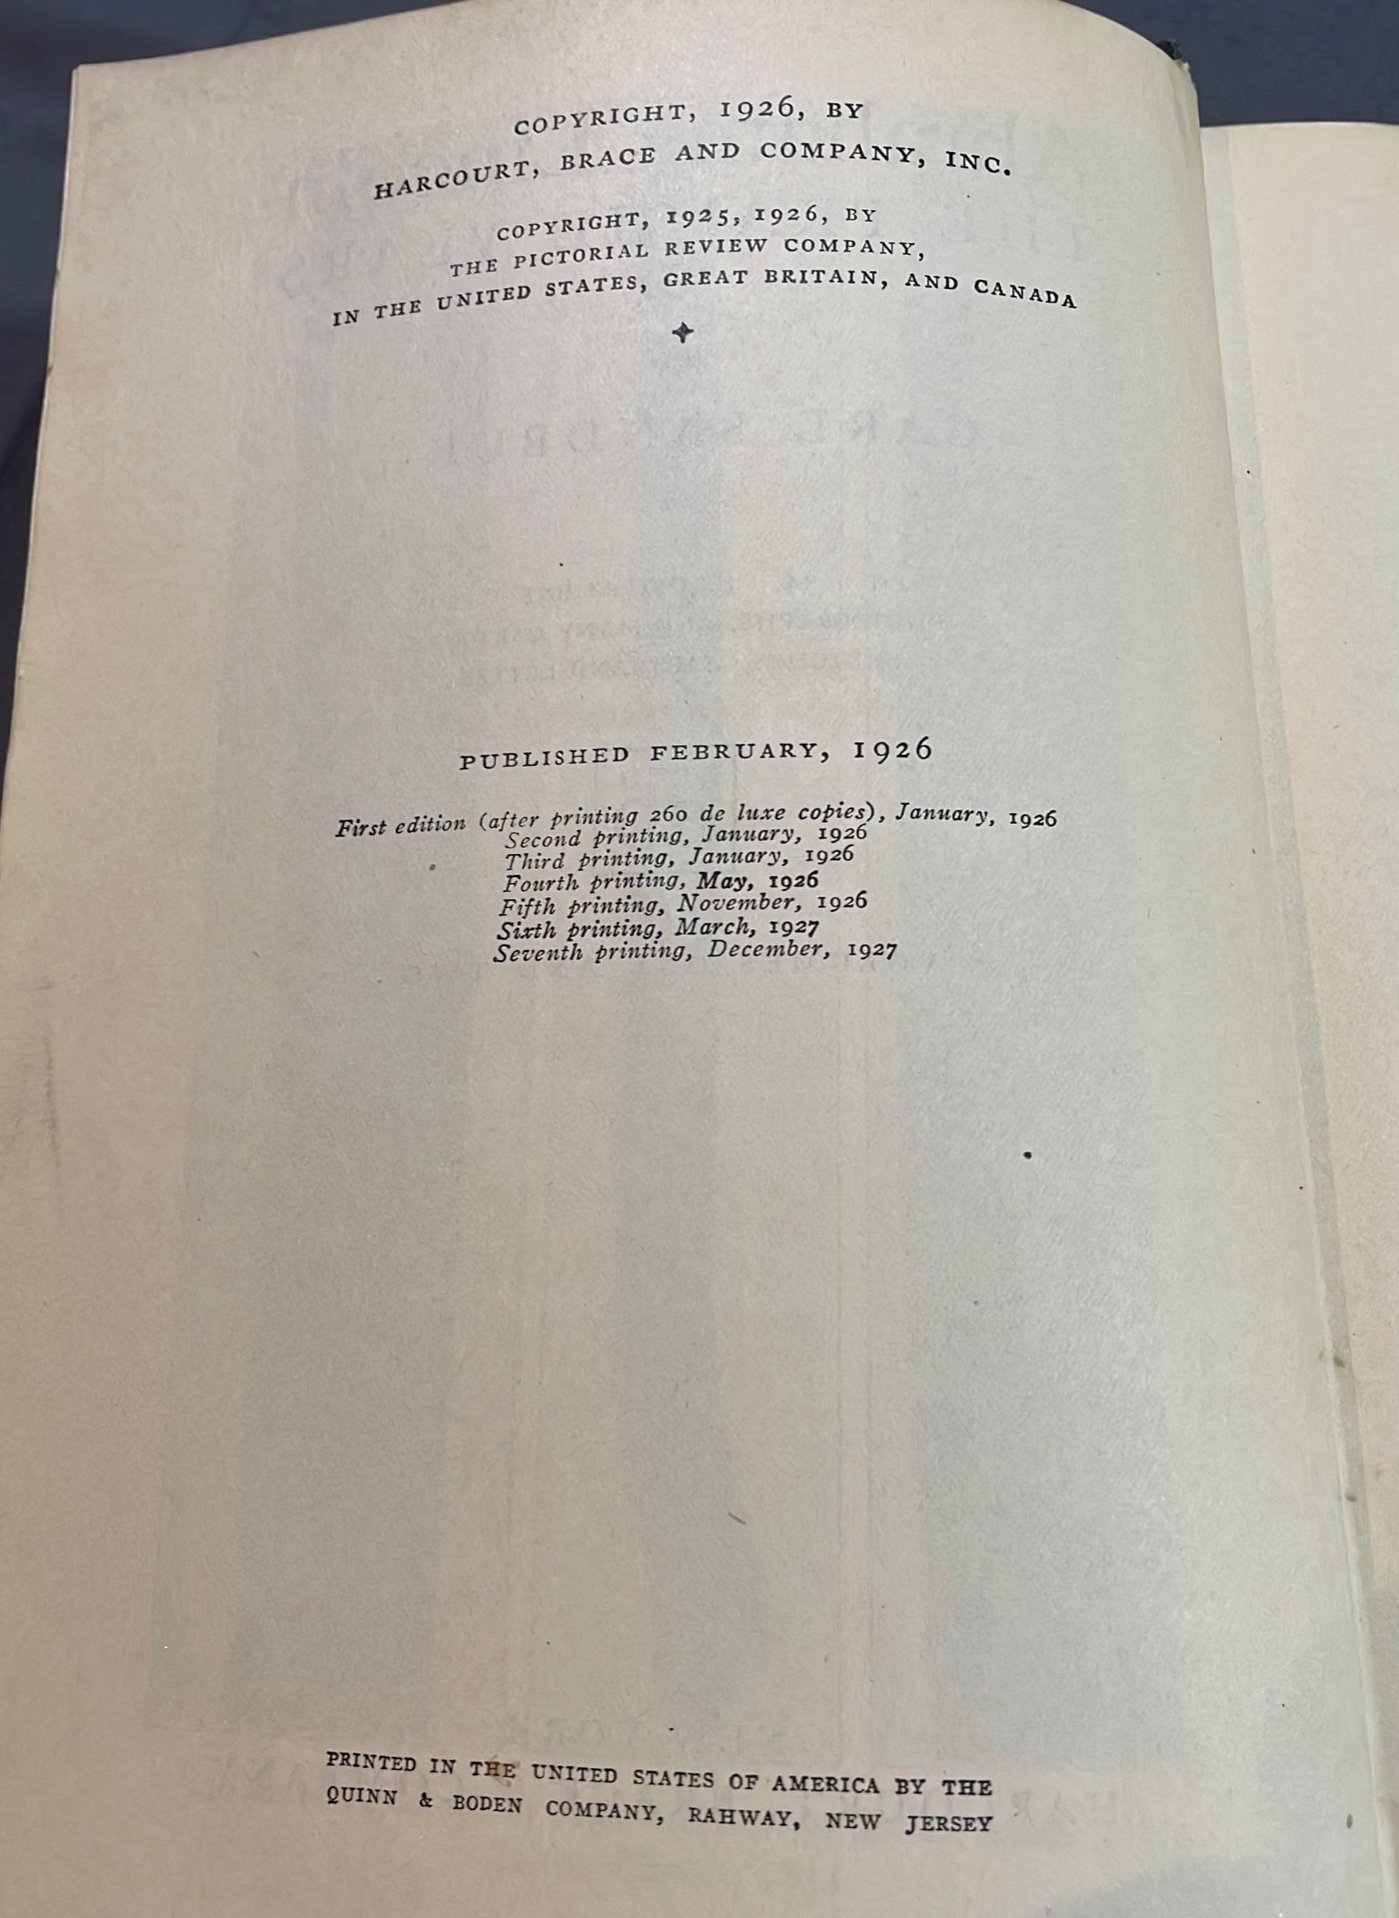 COPYRIGHT, 1926, BY
HARCOURT, BRACE AND COMPANY, INC.
COPYRIGHT, 1925, 1926, BY
THE PICTORIAL REVIEW COMPANY,
IN THE UNITED STATES, GREAT BRITAIN, AND CANADA
PUBLISHED FEBRUARY, 1926
First edition (after printing 260 de luxe copies), January, 1926
Second printing, January, 1926
Third printing, January, 1926
Fourth printing, May, 1926
Fifth printing, November, 1926
Sixth printing, March, 1927
Seventh printing, December, 1927
PRINTED IN THE UNITED STATES OF AMERICA BY THE
QUINN & BODEN COMPANY, RAHWAY, NEW JERSEY